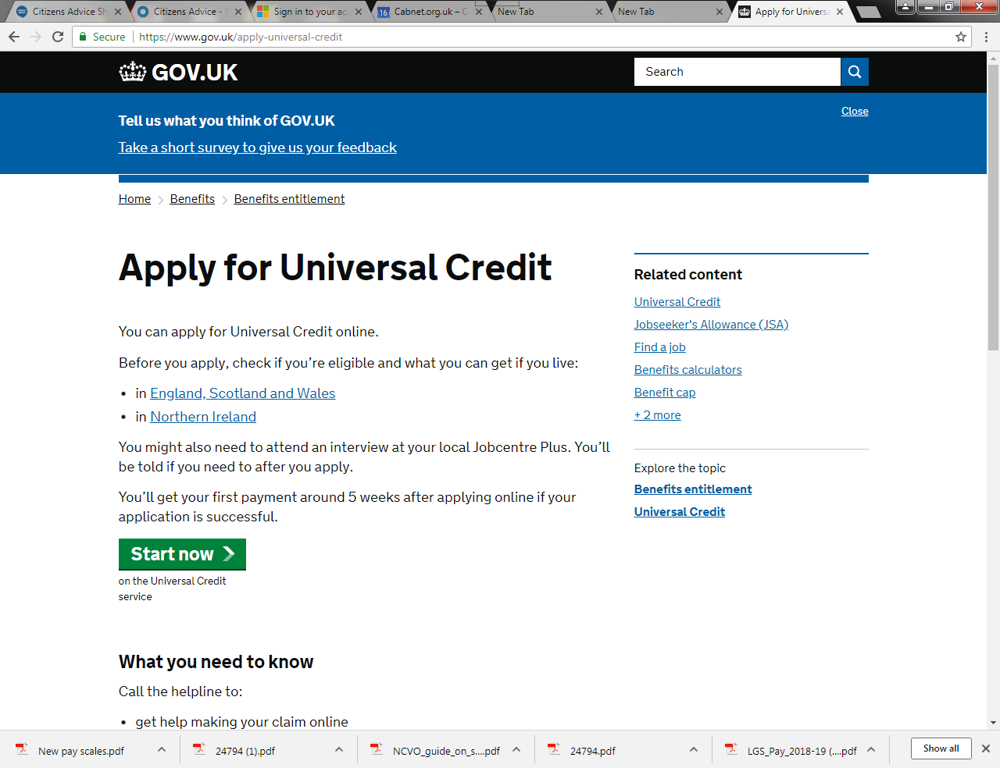 Citizens Advice Sh
Citizens Advice - S
Sign in to your ac
Cabnet.org.uk – C
New Tab
New Tab
Apply for Universa
Secure
https://www.gov.uk/apply-universal-credit
GOV.UK
Search
Close
Tell us what you think of GOV.UK
Take a short survey to give us your feedback
Home
Benefits
Benefits entitlement
Apply for Universal Credit
You can apply for Universal Credit online.
Before you apply, check if you’re eligible and what you can get if you live:
• in England, Scotland and Wales
• in Northern Ireland
You might also need to attend an interview at your local Jobcentre Plus. You’ll
be told if you need to after you apply.
You’ll get your first payment around 5 weeks after applying online if your
application is successful.
Start now
on the Universal Credit
service
Related content
Universal Credit
Jobseeker's Allowance (JSA)
Find a job
Benefits calculators
Benefit cap
+ 2 more
Explore the topic
Benefits entitlement
Universal Credit
What you need to know
Call the helpline to:
• get help making your claim online
New pay scales.pdf
24794 (1).pdf
NCVO_guide_on_s....pdf
24794.pdf
LGS_Pay_2018-19 (....pdf
Show all